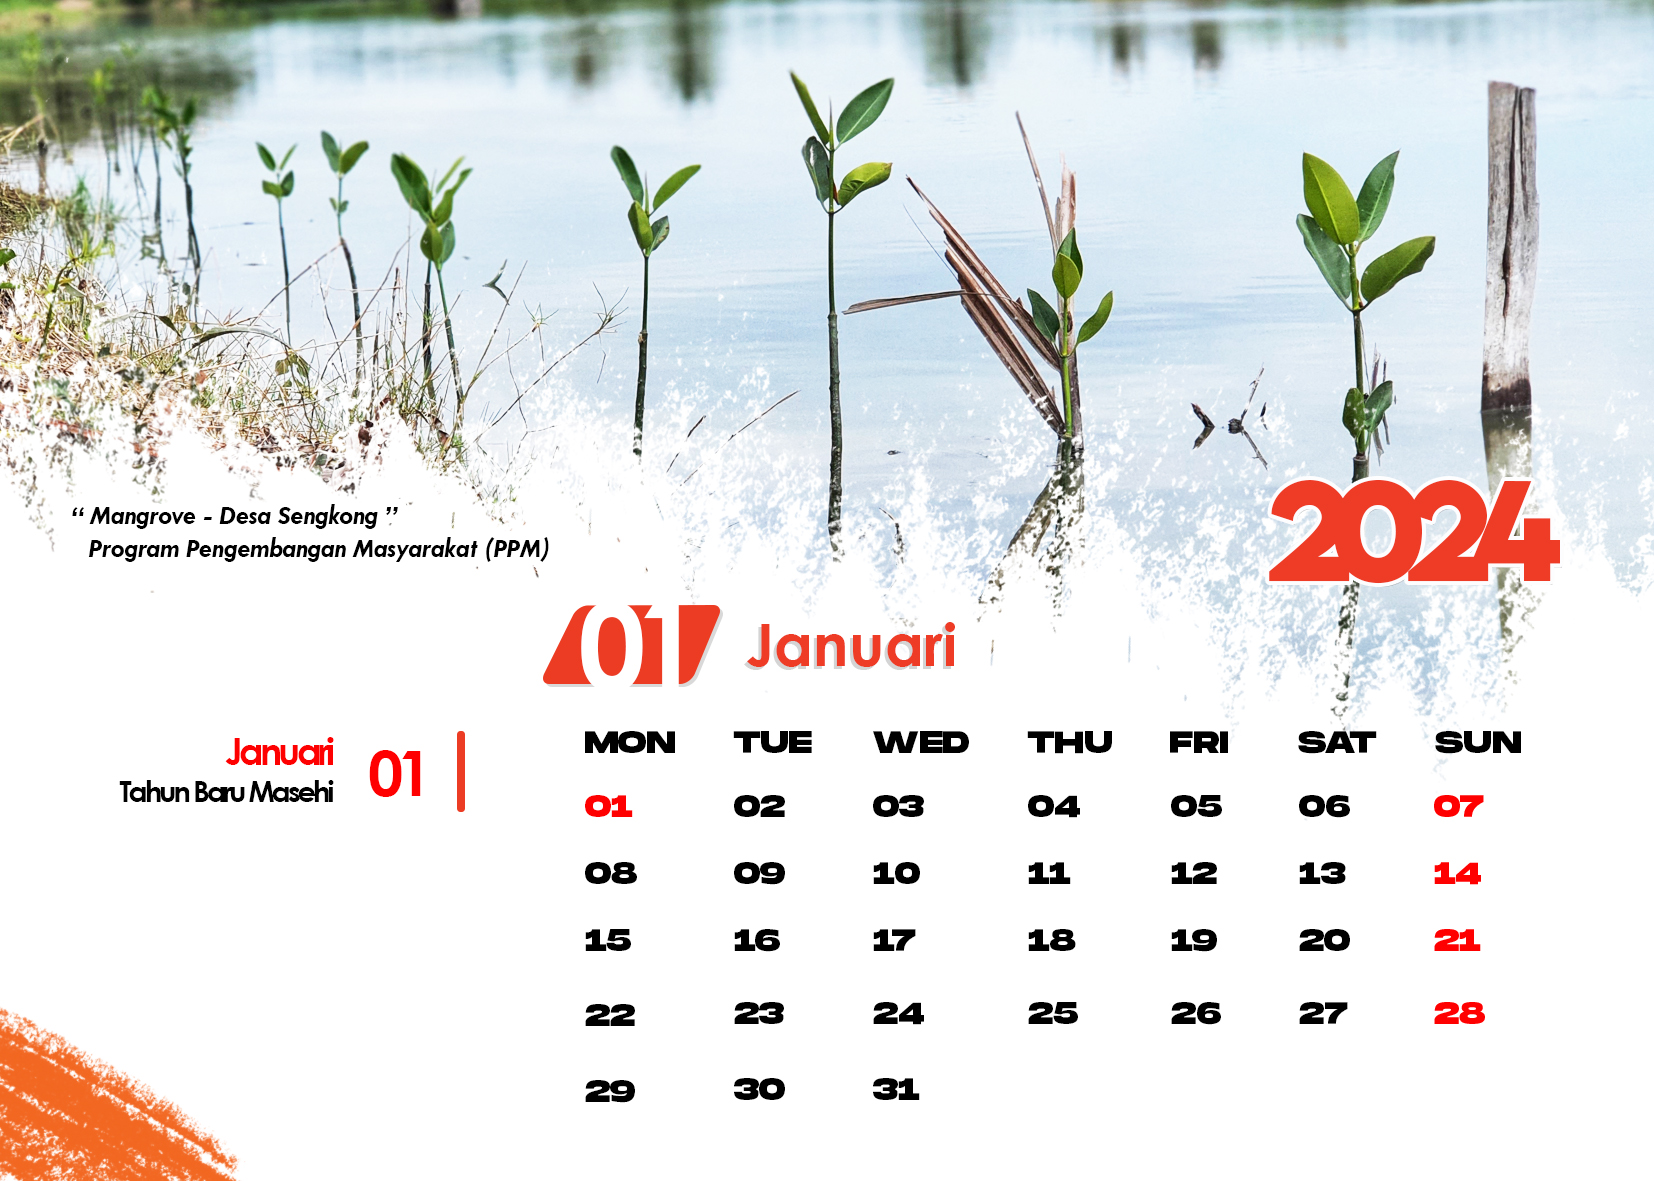 “ Mangrove - Desa Sengkong ”
Program Pengembangan Masyarakat (PPM)
2024
01 Januari
Januari
Tahun Baru Masehi
01
MON TUE WED THU FRI SAT SUN
01 02 03 04 05 06 07
08 09 10 11 12 13 14
15 16 17 18 19 20 21
22 23 24 25 26 27 28
29 30 31